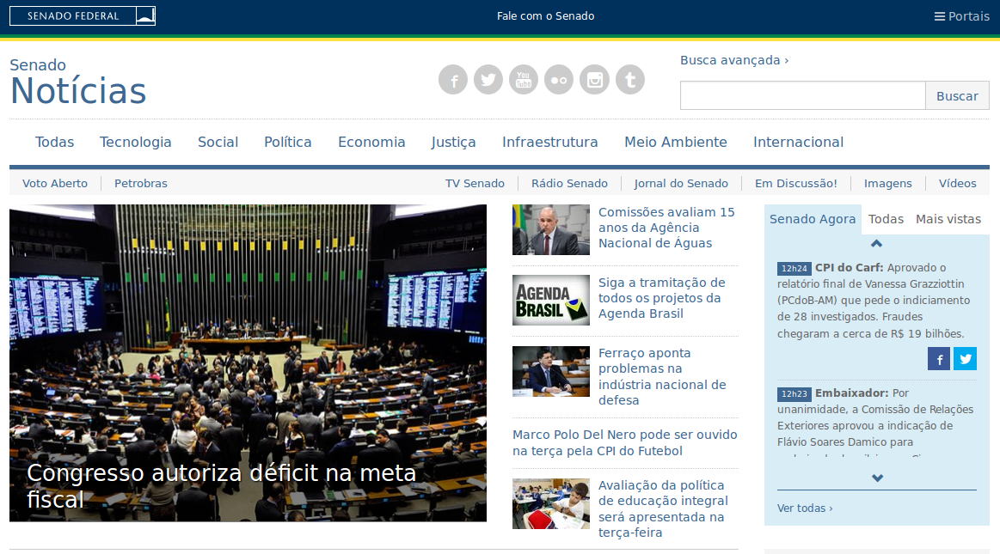 SENADO FEDERAL
Fale com o Senado
Portais
Senado
Notícias
You
Tube
Busca avançada ›
Buscar
Todas
Tecnologia
Social
Política
Economia
Justiça
Infraestrutura
Meio Ambiente
Internacional
Voto Aberto
Petrobras
TV Senado
Rádio Senado
Jornal do Senado
Em Discussão!
Imagens
Vídeos
Congresso autoriza déficit na meta
fiscal
Comissões avaliam 15
anos da Agência
Nacional de Águas
AGENDA
BRASIL
Siga a tramitação de
todos os projetos da
Agenda Brasil
Ferraço aponta
problemas na
indústria nacional de
defesa
Marco Polo Del Nero pode ser ouvido
na terça pela CPI do Futebol
Avaliação da política
de educação integral
será apresentada na
terça-feira
Senado Agora
Todas
Mais vistas
12h24 CPI do Carf: Aprovado o
relatório final de Vanessa Grazziottin
(PCdoB-AM) que pede o indiciamento
de 28 investigados. Fraudes
chegaram a cerca de R$ 19 bilhões.
12h23 Embaixador: Por
unanimidade, a Comissão de Relações
Exteriores aprovou a indicação de
Flávio Soares Damico para
Ver todas ›